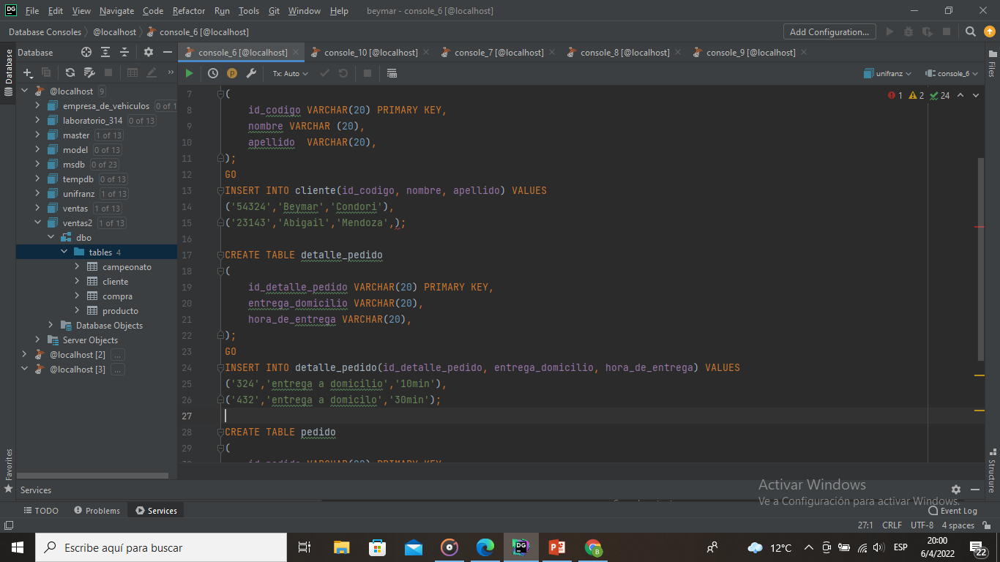 File Edit View Navigate Code Refactor Run Tools Git Window Help beymar - console_6 [@localhost]
Database Consoles @localhost console_6 [@localhost] Add Configuration...
Database
console_6 [@localhost] console_10 [@localhost] console_7 [@localhost] console_8 [@localhost] console_9 [@localhost]
Tx: Auto unifranz console_6
Database
Files
@localhost 9
empresa_de_vehiculos 0 of 1
laboratorio_314 0 of 13
master 1 of 13
model 0 of 13
msdb 0 of 23
tempdb 0 of 13
unifranz 1 of 13
ventas 1 of 13
ventas2 1 of 13
dbo
tables 4
campeonato
cliente
compra
producto
Database Objects
Server Objects
@localhost [2] ...
@localhost [3] ...
1 2 24
7 (
8 id_codigo VARCHAR(20) PRIMARY KEY,
9 nombre VARCHAR (20),
10 apellido  VARCHAR(20),
11 );
12 GO
13 INSERT INTO cliente(id_codigo, nombre, apellido) VALUES
14 ('54324','Beymar','Condori'),
15 ('23143','Abigail','Mendoza',);
16
17 CREATE TABLE detalle_pedido
18 (
19 id_detalle_pedido VARCHAR(20) PRIMARY KEY,
20 entrega_domicilio VARCHAR(20),
21 hora_de_entrega VARCHAR(20),
22 );
23 GO
24 INSERT INTO detalle_pedido(id_detalle_pedido, entrega_domicilio, hora_de_entrega) VALUES
25 ('324','entrega a domicilio','10min'),
26 ('432','entrega a domicilo','30min');
27
28 CREATE TABLE pedido
29 (
id_pedido VARCHAR(20) PRIMARY KEY,
Favorites
Structure
Services
Activar Windows
Ve a Configuración para activar Windows.
TODO Problems Services Event Log
27:1 CRLF UTF-8 4 spaces
Escribe aquí para buscar
12°C ESP 20:00
6/4/2022 22